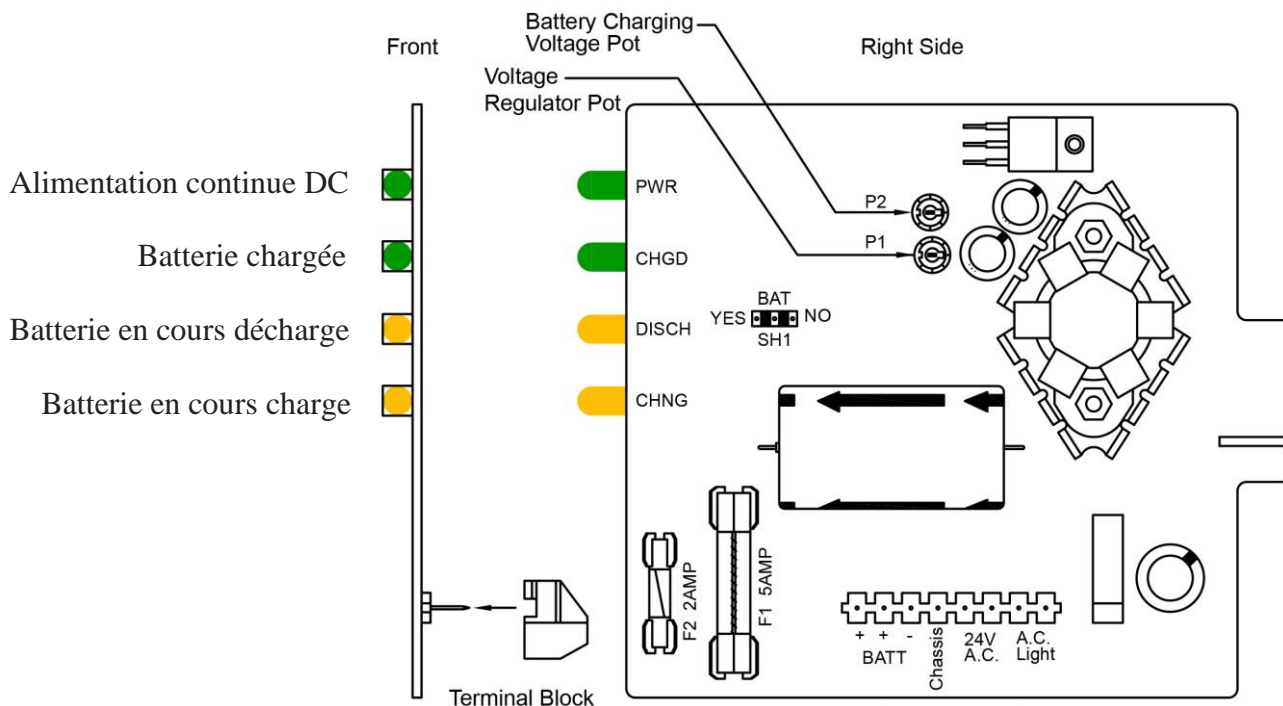 Front
Battery Charging
Voltage Pot
Right Side
Voltage
Regulator Pot
Alimentation continue DC
PWR
P2
Batterie chargée
CHGD
P1
BAT
YES
NO
SH1
Batterie en cours décharge
DISCH
Batterie en cours charge
CHNG
F2 2AMP
F1 5AMP
+ + -
BATT
Chassis
24V
A.C.
A.C.
Light
Terminal Block